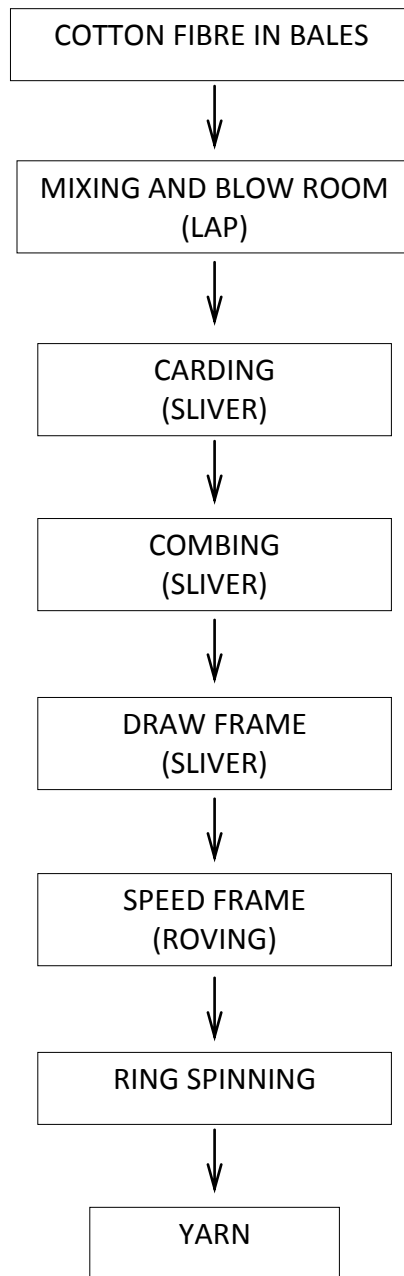 COTTON FIBRE IN BALES
MIXING AND BLOW ROOM
(LAP)
CARDING
(SLIVER)
COMBING
(SLIVER)
DRAW FRAME
(SLIVER)
SPEED FRAME
(ROVING)
RING SPINNING
YARN